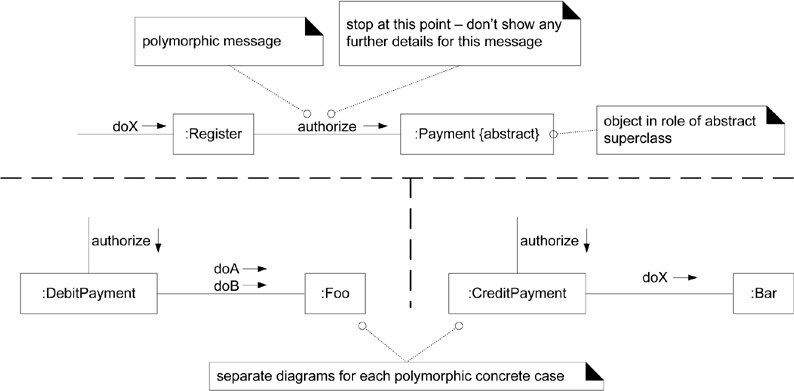 stop at this point – don't show any
further details for this message
polymorphic message
doX
:Register
authorize
:Payment {abstract}
object in role of abstract
superclass
authorize
:DebitPayment
doA
doB
:Foo
authorize
:CreditPayment
doX
:Bar
separate diagrams for each polymorphic concrete case